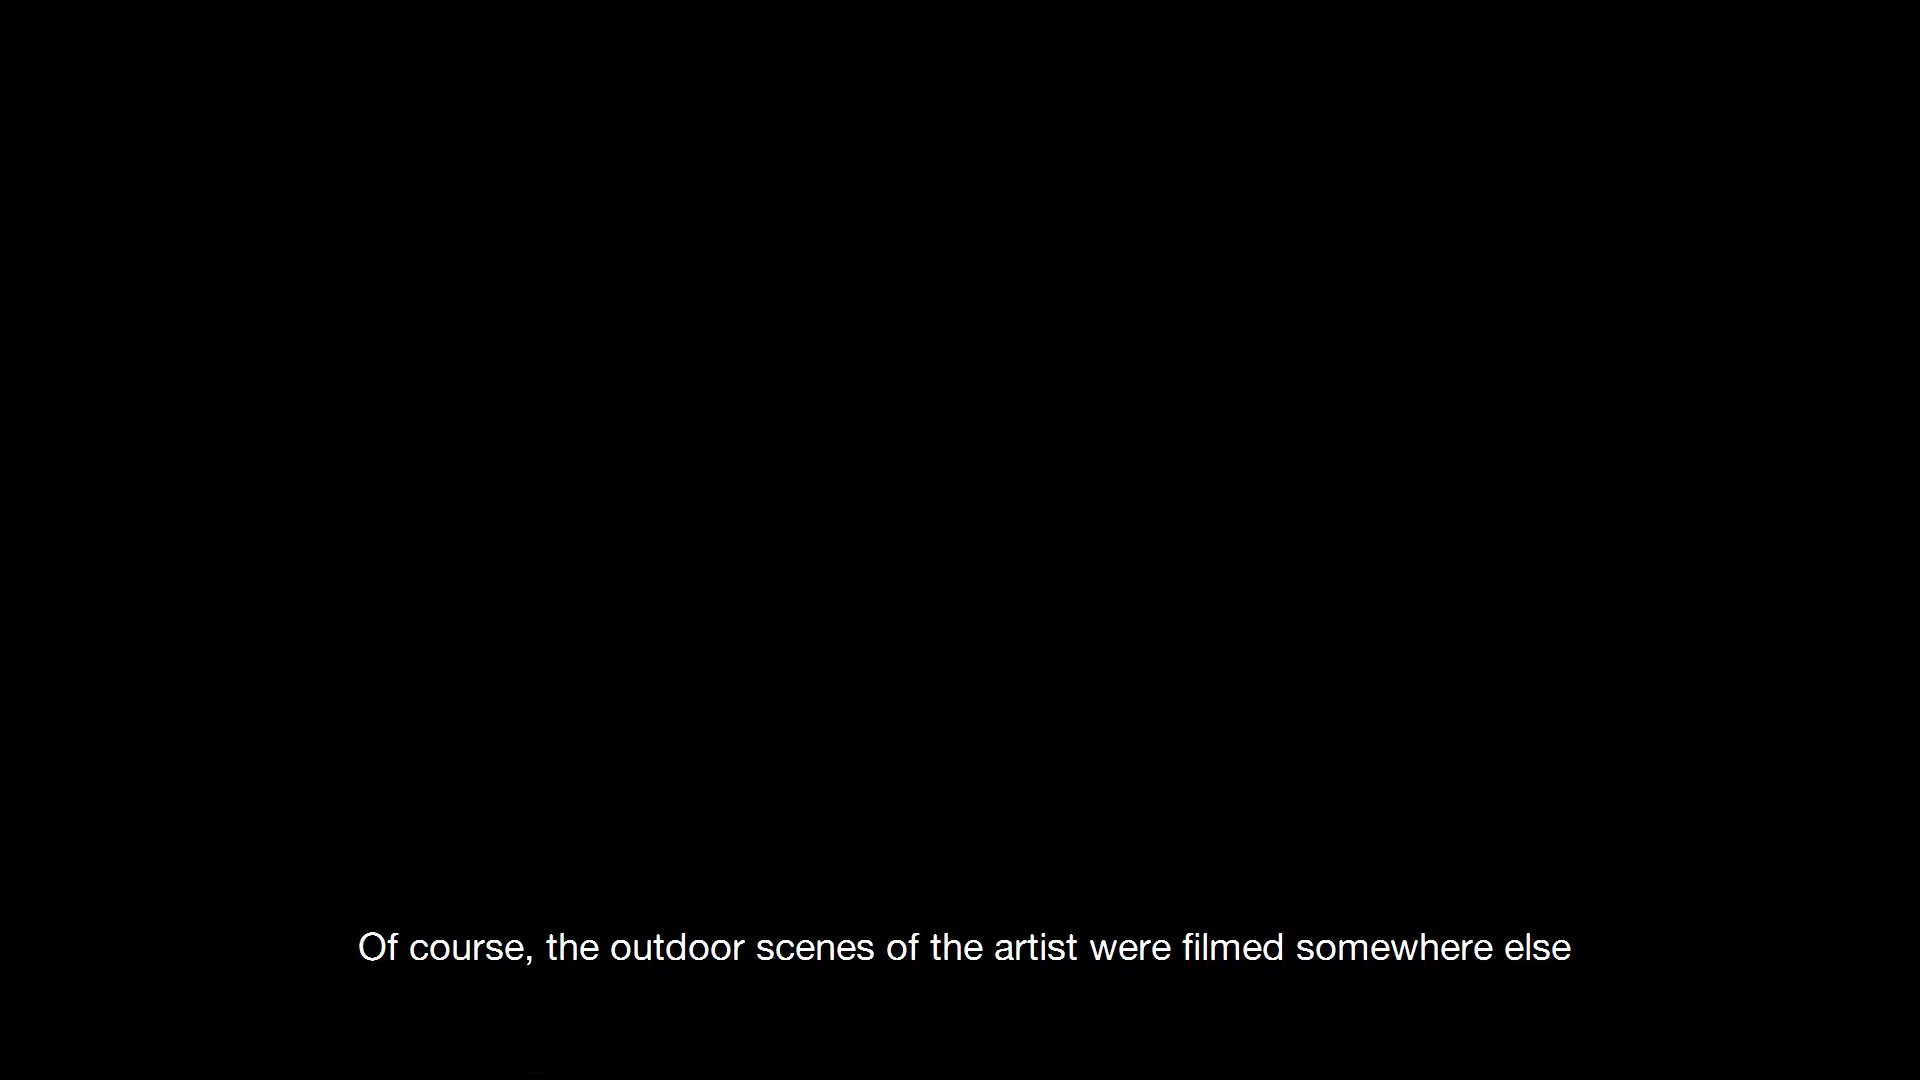 Of course, the outdoor scenes of the artist were filmed somewhere else